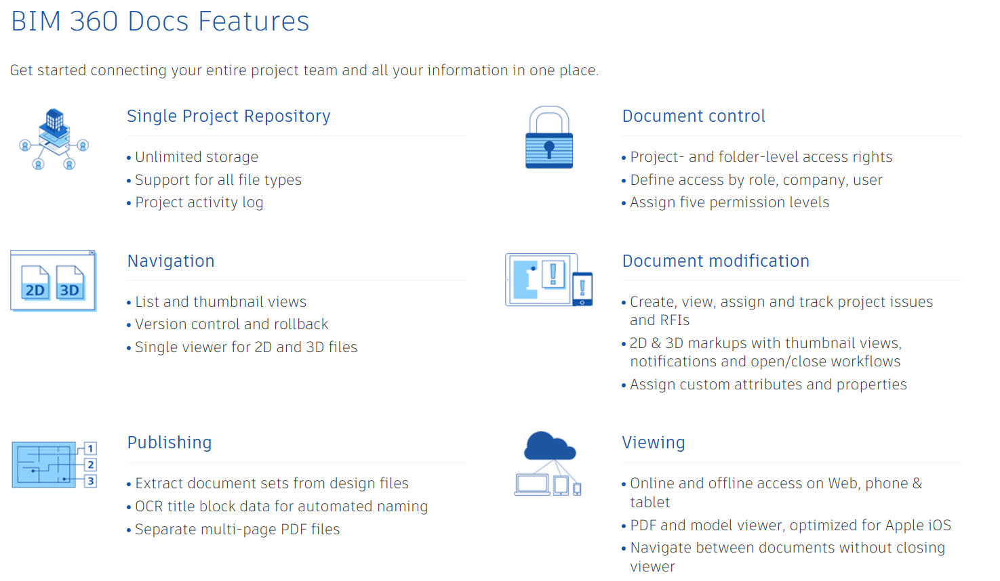 BIM 360 Docs Features
Get started connecting your entire project team and all your information in one place.
Single Project Repository
• Unlimited storage
• Support for all file types
• Project activity log
Document control
• Project- and folder-level access rights
• Define access by role, company, user
• Assign five permission levels
2D 3D
Navigation
• List and thumbnail views
• Version control and rollback
• Single viewer for 2D and 3D files
! !
Document modification
• Create, view, assign and track project issues
and RFIs
• 2D & 3D markups with thumbnail views,
notifications and open/close workflows
• Assign custom attributes and properties
1
2
3
Publishing
• Extract document sets from design files
• OCR title block data for automated naming
• Separate multi-page PDF files
Viewing
• Online and offline access on Web, phone &
tablet
• PDF and model viewer, optimized for Apple iOS
• Navigate between documents without closing
viewer